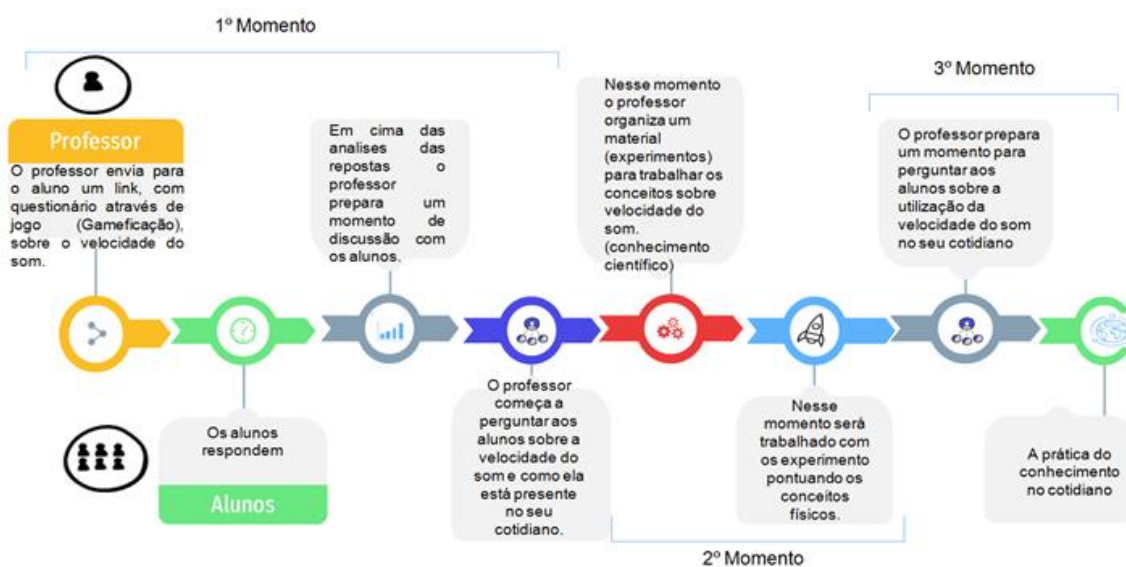 1º Momento
Professor
O professor envia para
o aluno um link, com
questionário através de
jogo (Gameficação),
sobre o velocidade do
som.
Os alunos
respondem
Alunos
Em cima das
analises das
repostas o
professor
prepara um
momento de
discussão com
os alunos.
O professor
começa a
perguntar aos
alunos sobre a
velocidade do
som e como ela
está presente
no seu
cotidiano.
Nesse momento
o professor
organiza um
material
(experimentos)
para trabalhar os
conceitos sobre
velocidade do
som.
(conhecimento
científico)
Nesse
momento será
trabalhado com
os experimento
pontuando os
conceitos
físicos.
2º Momento
3º Momento
O professor prepara
um momento para
perguntar aos
alunos sobre a
utilização da
velocidade do som
no seu cotidiano
A prática do
conhecimento
no cotidiano